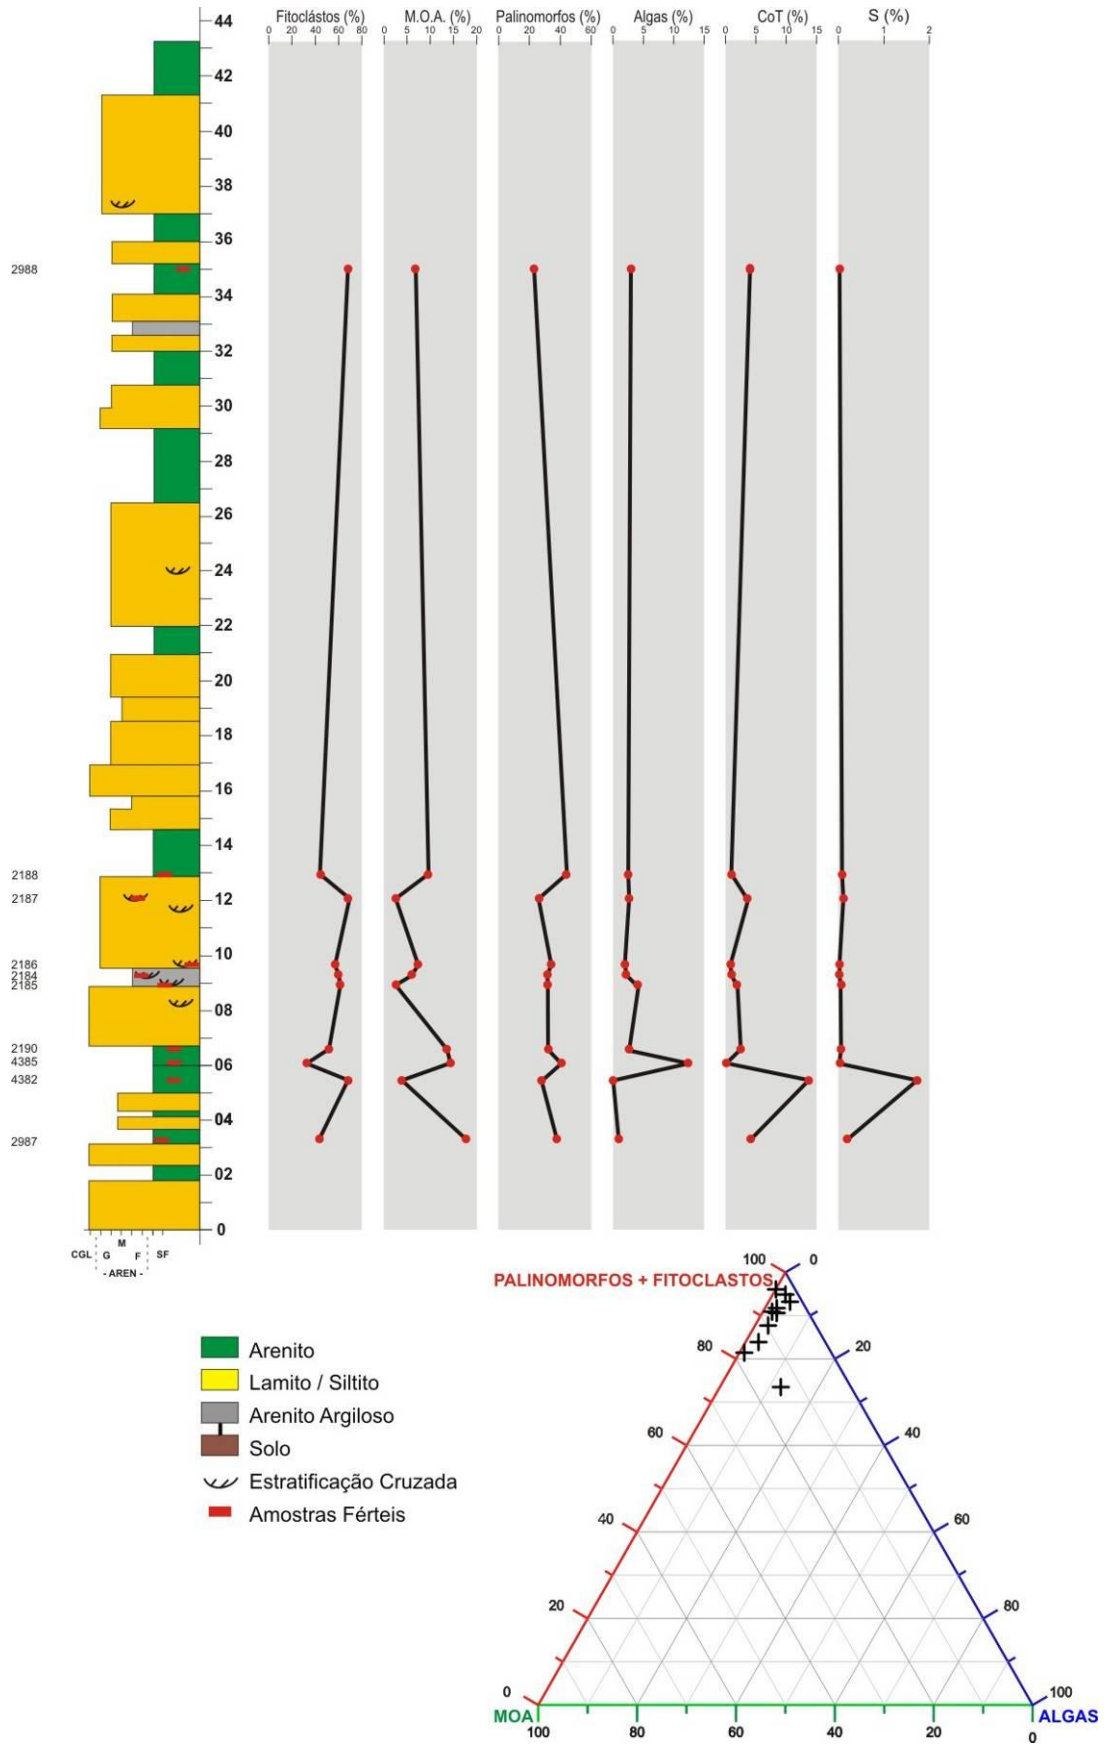 Fitoclástos (%) M.O.A. (%) Palinomorfos (%) Algas (%) CoT (%) S (%)
0 20 40 60 80 0 5 10 15 20 0 20 40 60 0 5 10 15 0 5 10 15 0 1 2
44
42
40
38
36
2988
34
32
30
28
26
24
22
20
18
16
14
2188
2187 12
10
2186
2184
2185
08
2190
4385 06
4382
04
2987
02
0
CGL G M F SF
- AREN -
100 0
PALINOMORFOS + FITOCLASTOS
80 20
60 40
40 60
20 80
0 100
MOA ALGAS
100 80 60 40 20 0
Arenito
Lamito / Siltito
Arenito Argiloso
Solo
Estratificação Cruzada
Amostras Férteis